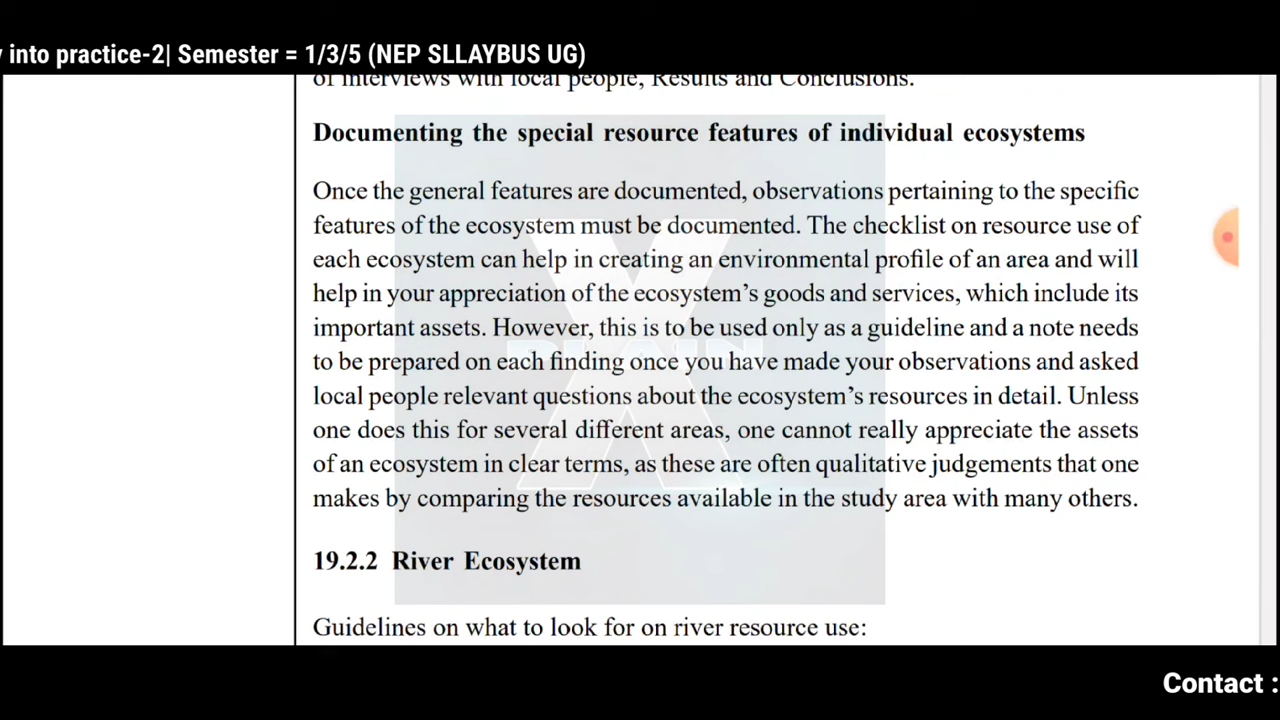 into practice-2| Semester = 1/3/5 (NEP SLLAYBUS UG)
of interviews with local people, Results and Conclusions.
Documenting the special resource features of individual ecosystems
Once the general features are documented, observations pertaining to the specific
features of the ecosystem must be documented. The checklist on resource use of
each ecosystem can help in creating an environmental profile of an area and will
help in your appreciation of the ecosystem's goods and services, which include its
important assets. However, this is to be used only as a guideline and a note needs
to be prepared on each finding once you have made your observations and asked
local people relevant questions about the ecosystem's resources in detail. Unless
one does this for several different areas, one cannot really appreciate the assets
of an ecosystem in clear terms, as these are often qualitative judgements that one
makes by comparing the resources available in the study area with many others.
19.2.2 River Ecosystem
Guidelines on what to look for on river resource use:
Contact :